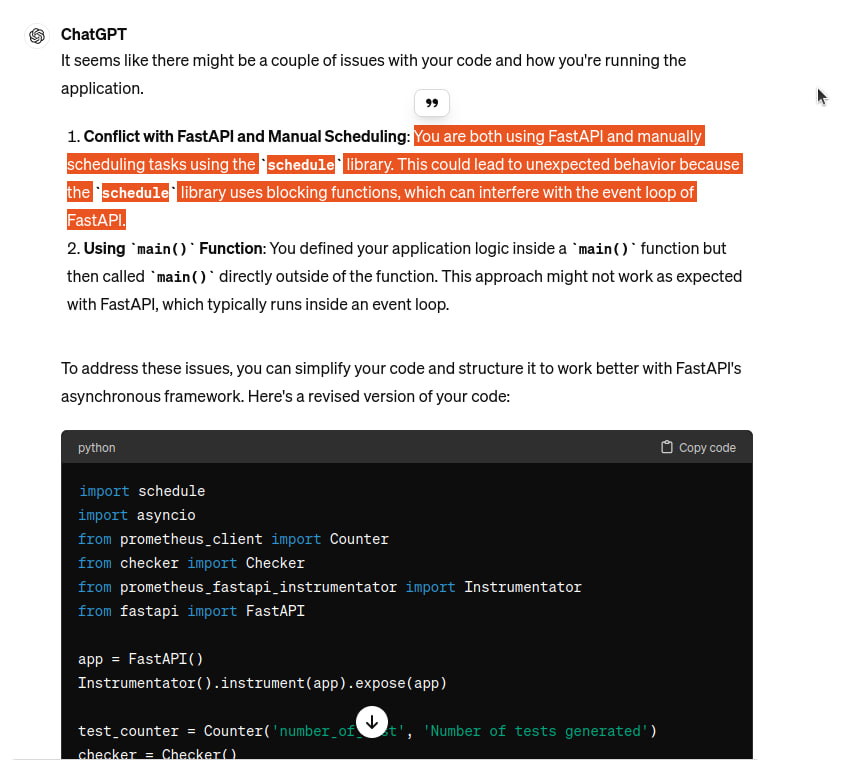 ChatGPT
It seems like there might be a couple of issues with your code and how you're running the
application.
1. Conflict with FastAPI and Manual Scheduling: You are both using FastAPI and manually
scheduling tasks using the `schedule` library. This could lead to unexpected behavior because
the `schedule` library uses blocking functions, which can interfere with the event loop of
FastAPI.
2. Using `main()` Function: You defined your application logic inside a `main()` function but
then called `main()` directly outside of the function. This approach might not work as expected
with FastAPI, which typically runs inside an event loop.
To address these issues, you can simplify your code and structure it to work better with FastAPI's
asynchronous framework. Here's a revised version of your code:
python
Copy code
import schedule
import asyncio
from prometheus_client import Counter
from checker import Checker
from prometheus_fastapi_instrumentator import Instrumentator
from fastapi import FastAPI
app = FastAPI()
Instrumentator().instrument(app).expose(app)
test_counter = Counter('number_of st', 'Number of tests generated')
checker = Checker()